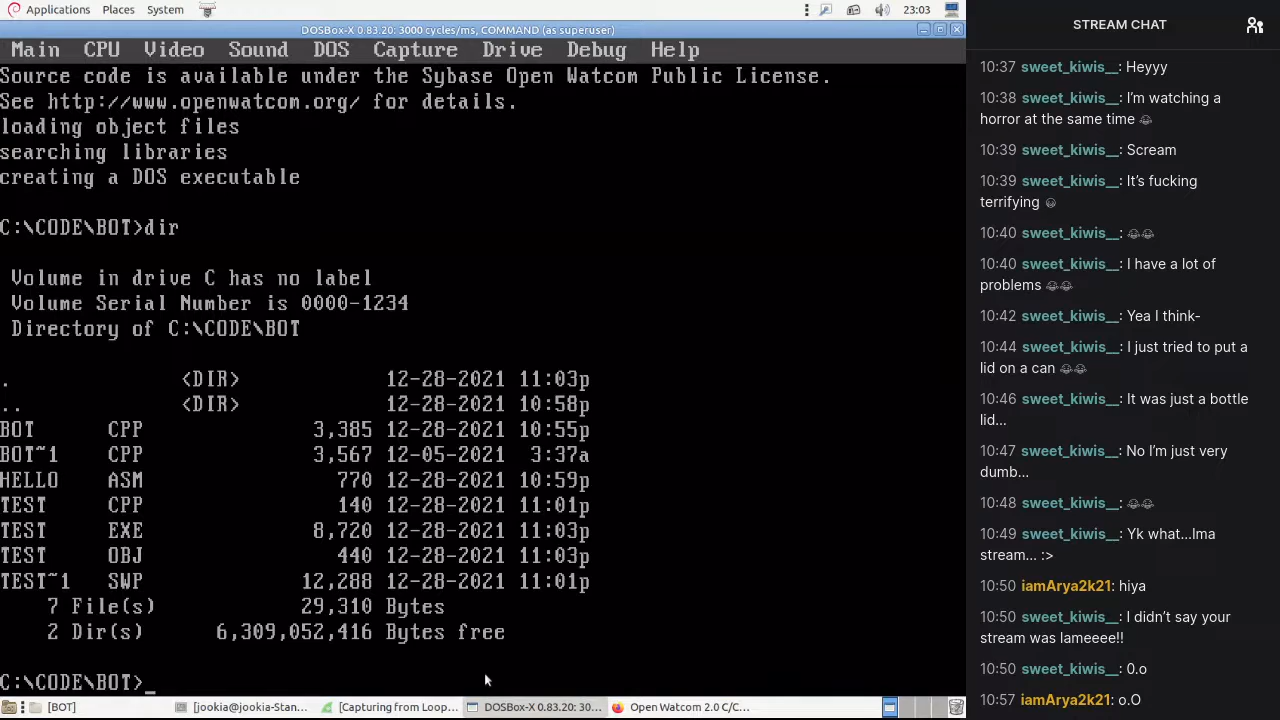 Applications Places System 23:03
DOSBox-X 0.83.20: 3000 cycles/ms, COMMAND (as superuser)
Main CPU Video Sound DOS Capture Drive Debug Help
Source code is available under the Sybase Open Watcom Public License.
See http://www.openwatcom.org/ for details.
loading object files
searching libraries
creating a DOS executable
C:\CODE\BOT>dir
Volume in drive C has no label
Volume Serial Number is 0000-1234
Directory of C:\CODE\BOT
. <DIR> 12-28-2021 11:03p
.. <DIR> 12-28-2021 10:58p
BOT CPP 3,385 12-28-2021 10:55p
BOT~1 CPP 3,567 12-05-2021 3:37a
HELLO ASM 770 12-28-2021 10:59p
TEST CPP 140 12-28-2021 11:01p
TEST EXE 8,720 12-28-2021 11:03p
TEST OBJ 440 12-28-2021 11:03p
TEST~1 SWP 12,288 12-28-2021 11:01p
7 File(s) 29,310 Bytes
2 Dir(s) 6,309,052,416 Bytes free
C:\CODE\BOT>_
[BOT] [jookia@jookia-Stan... [Capturing from Loop... DOSBox-X 0.83.20: 30... Open Watcom 2.0 C/C...
STREAM CHAT
10:37 sweet_kiwis__: Heyyy
10:38 sweet_kiwis__: I’m watching a
horror at the same time 😂
10:39 sweet_kiwis__: Scream
10:39 sweet_kiwis__: It’s fucking
terrifying 😀
10:40 sweet_kiwis__: 😂😂
10:40 sweet_kiwis__: I have a lot of
problems 😂😂
10:42 sweet_kiwis__: Yea I think-
10:44 sweet_kiwis__: I just tried to put a
lid on a can 😂😂
10:46 sweet_kiwis__: It was just a bottle
lid...
10:47 sweet_kiwis__: No I’m just very
dumb...
10:48 sweet_kiwis__: 😂😂
10:49 sweet_kiwis__: Yk what...Ima
stream... :>
10:50 iamArya2k21: hiya
10:50 sweet_kiwis__: I didn’t say your
stream was lameeee!!
10:50 sweet_kiwis__: 0.o
10:57 iamArya2k21: o.O